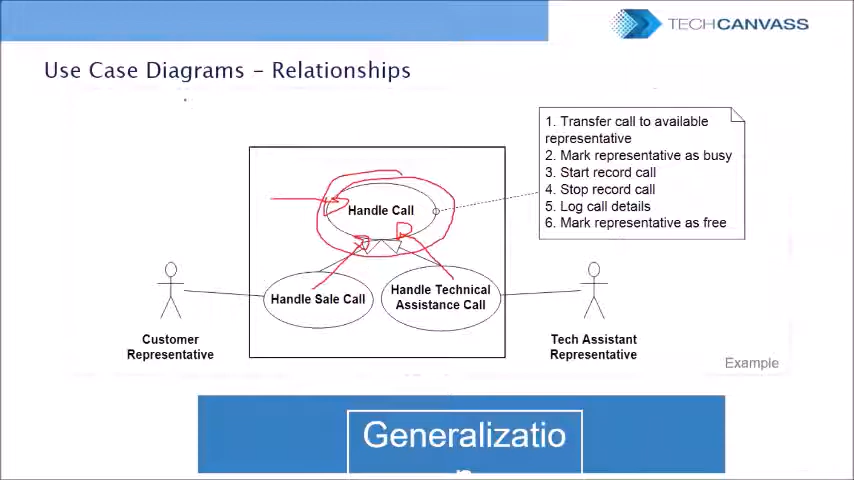 TECHCANVASS
Use Case Diagrams – Relationships
1. Transfer call to available
representative
2. Mark representative as busy
3. Start record call
4. Stop record call
5. Log call details
6. Mark representative as free
Handle Call
Handle Sale Call
Handle Technical
Assistance Call
Customer
Representative
Tech Assistant
Representative
Example
Generalizatio
n